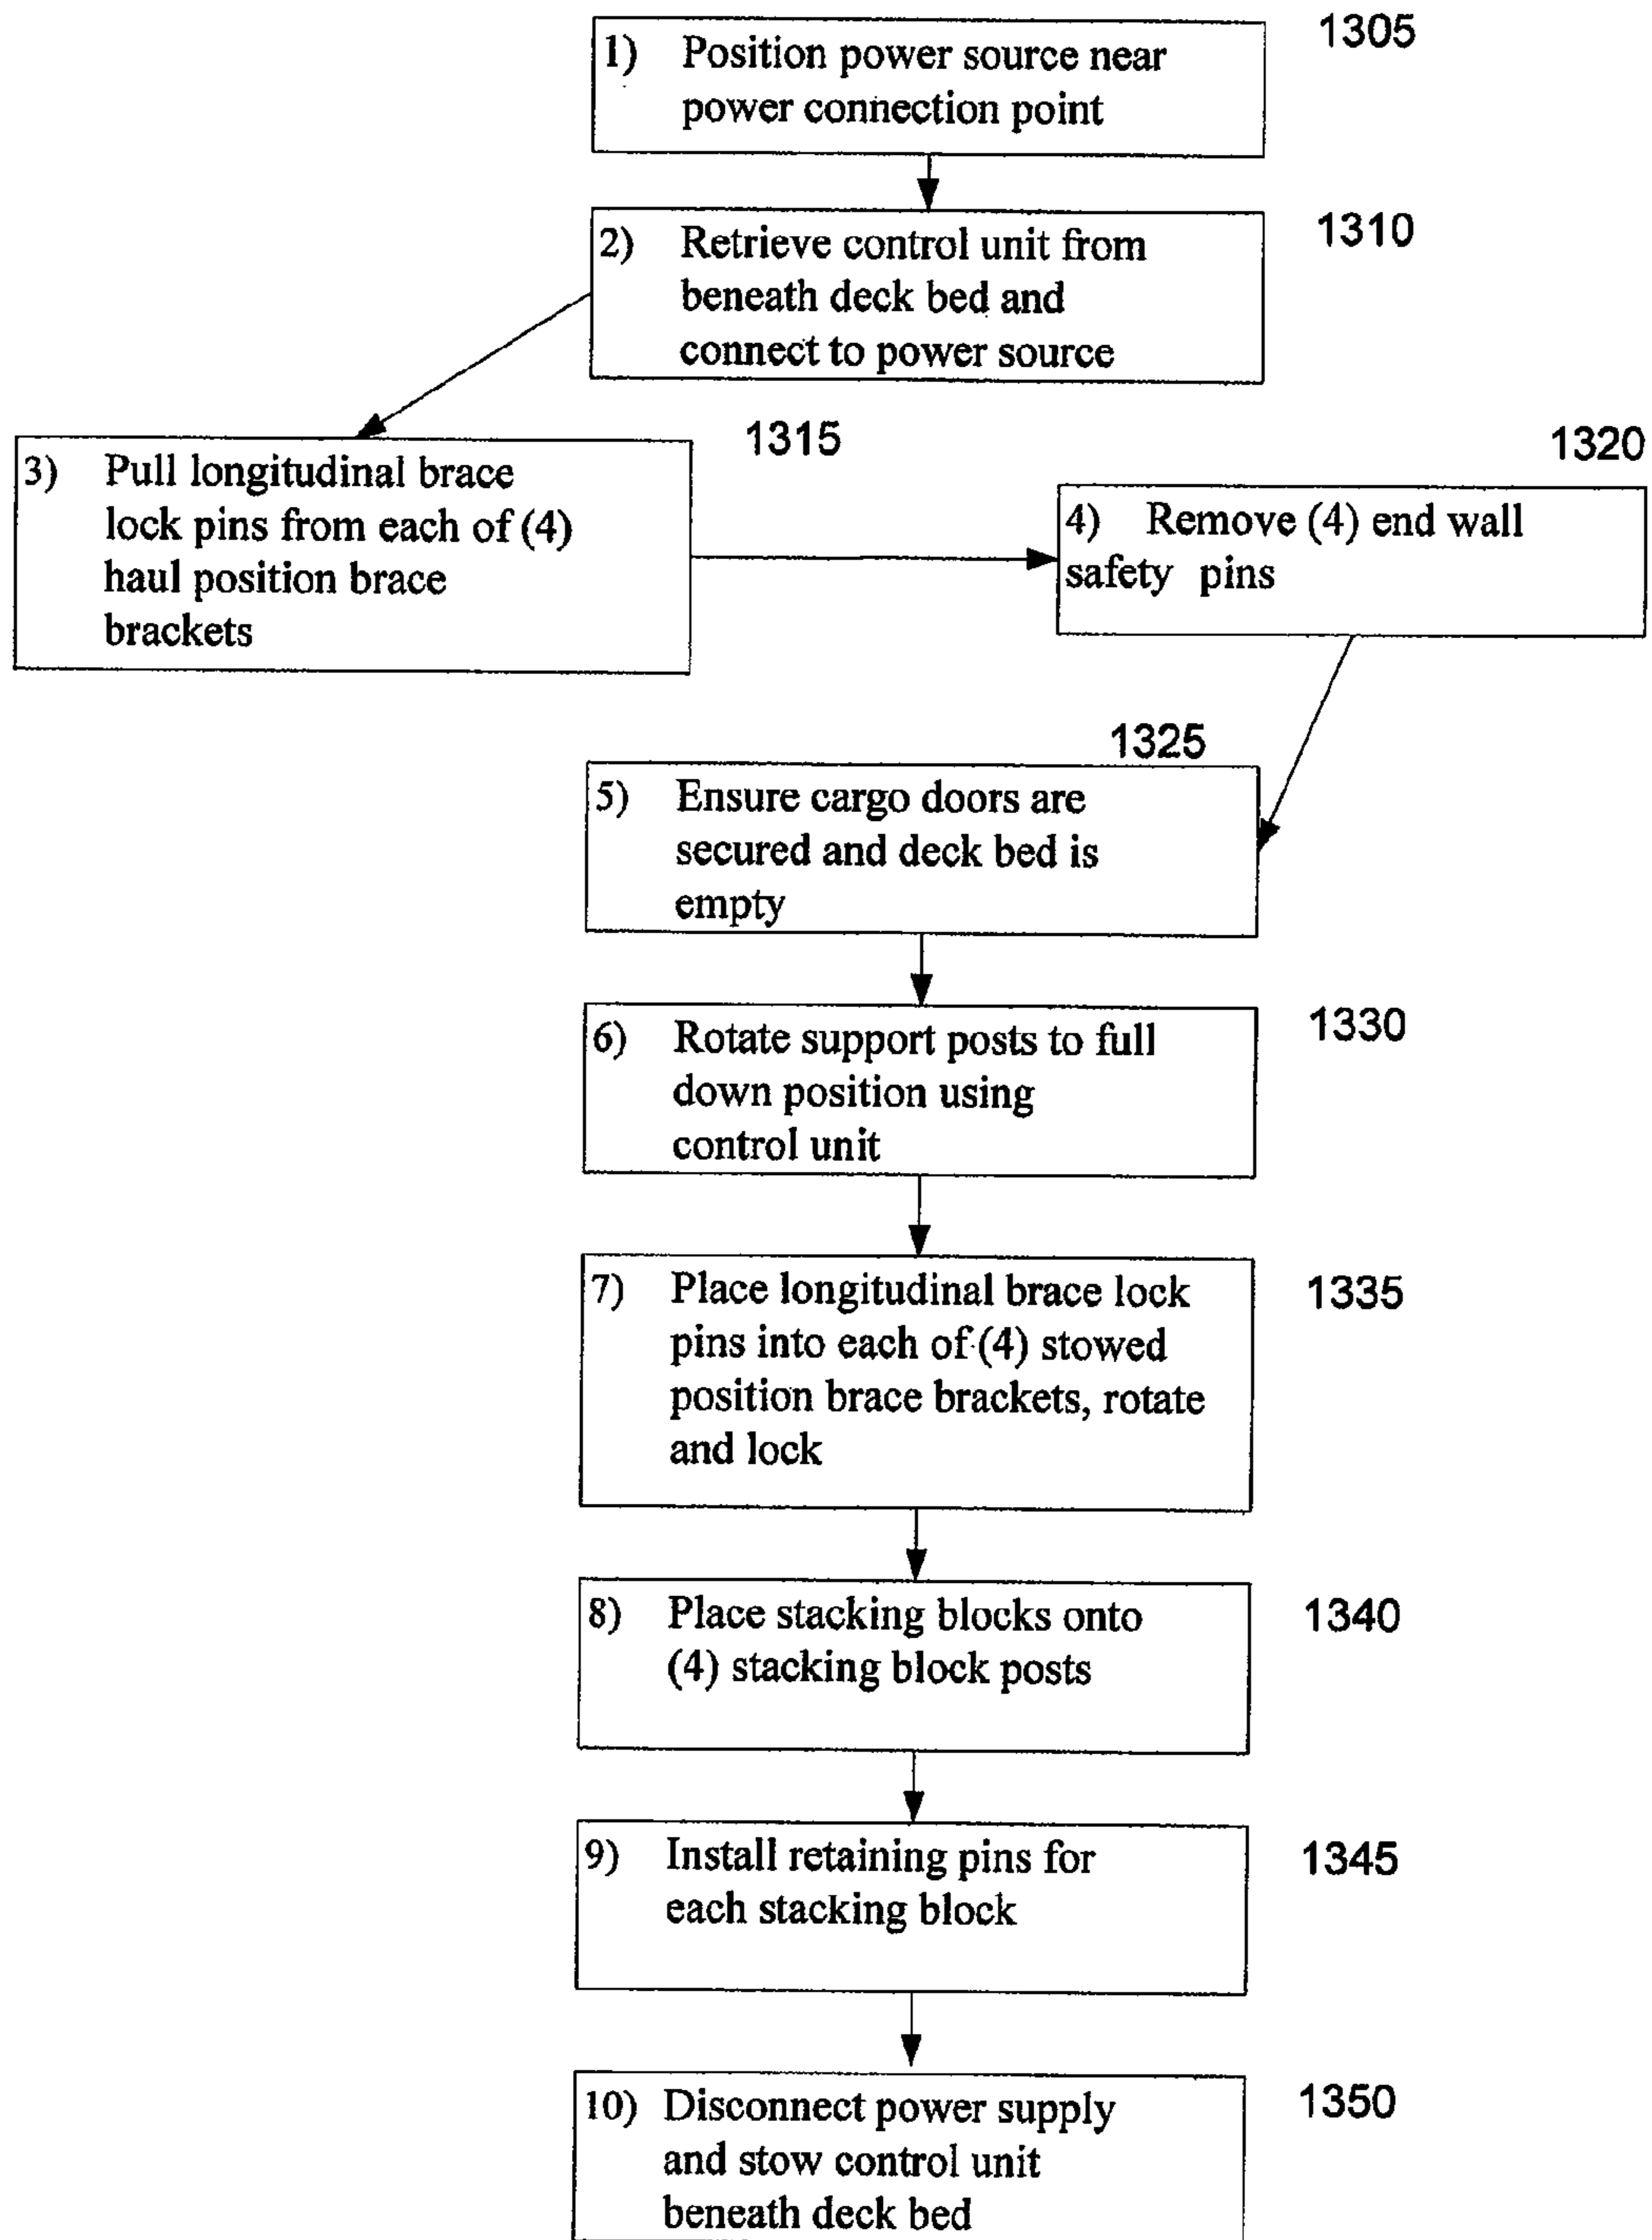 1305
1) Position power source near
power connection point
1310
2) Retrieve control unit from
beneath deck bed and
connect to power source
1315
3) Pull longitudinal brace
lock pins from each of (4)
haul position brace
brackets
1320
4) Remove (4) end wall
safety pins
1325
5) Ensure cargo doors are
secured and deck bed is
empty
1330
6) Rotate support posts to full
down position using
control unit
1335
7) Place longitudinal brace lock
pins into each of (4) stowed
position brace brackets, rotate
and lock
1340
8) Place stacking blocks onto
(4) stacking block posts
1345
9) Install retaining pins for
each stacking block
1350
10) Disconnect power supply
and stow control unit
beneath deck bed